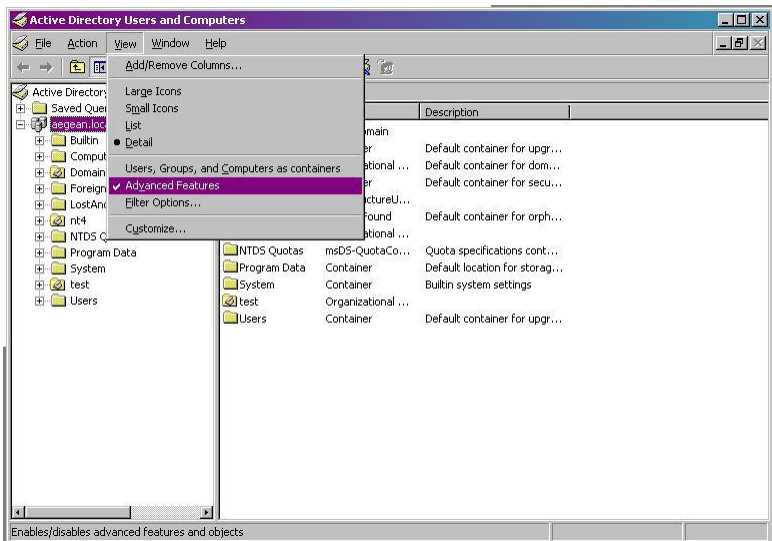 Active Directory Users and Computers
File Action View Window Help
Add/Remove Columns...
Large Icons
Small Icons
List
Detail
Users, Groups, and Computers as containers
Advanced Features
Filter Options...
Customize...
Active Directory
Saved Quer
aegean.loc
Builtin
Comput
Domain
Foreign
LostAnd
nt4
NTDS Q
Program Data
System
test
Users
Description
omain
er Default container for upgr...
ational ... Default container for dom...
er Default container for secu...
uctureU...
ound Default container for orph...
ational ...
NTDS Quotas msDS-QuotaCo... Quota specifications cont...
Program Data Container Default location for storag...
System Container Builtin system settings
test Organizational ...
Users Container Default container for upgr...
Enables/disables advanced features and objects